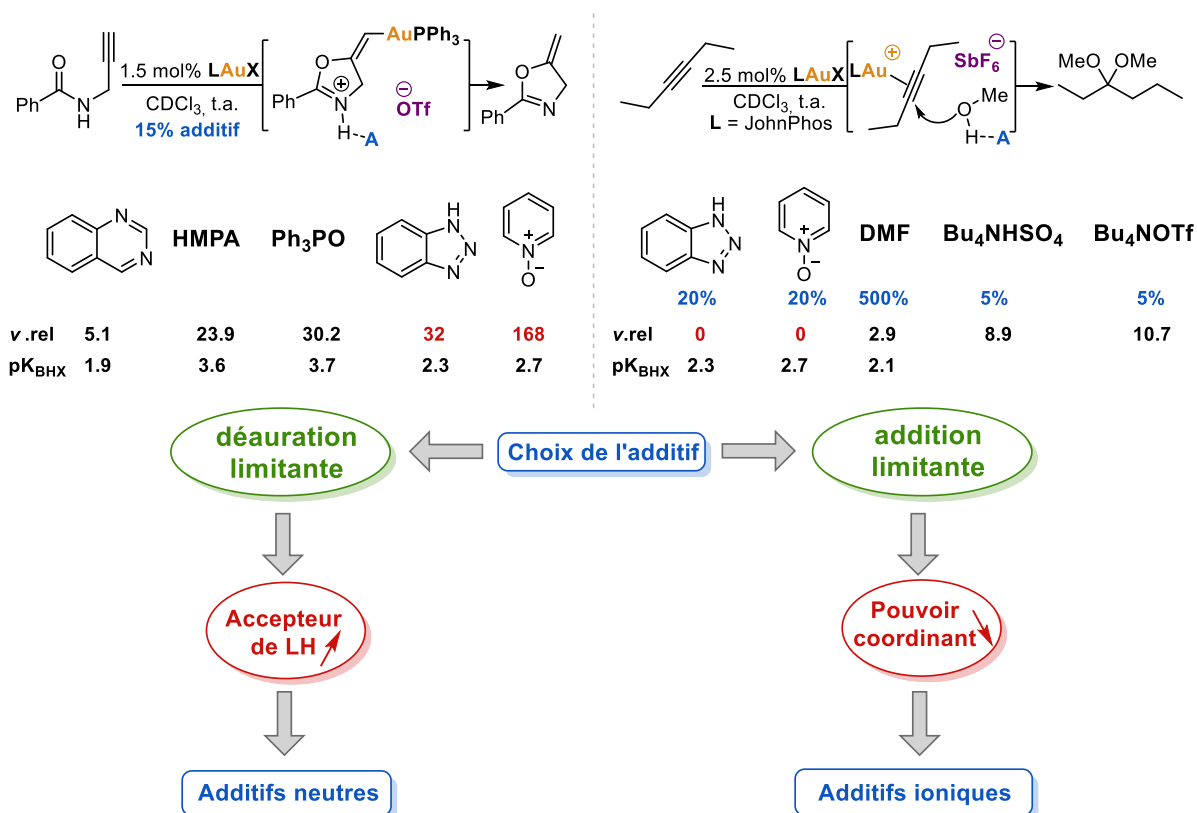 O
Ph
N
H
1.5 mol% LAuX
CDCl3, t.a.
15% additif
AuPPh3
O
+
Ph
N
H
A
−
OTf
O
Ph
N
2.5 mol% LAuX
CDCl3, t.a.
L = JohnPhos
+
LAu
−
SbF6
O
Me
H
A
MeO OMe
N
N
HMPA
Ph3PO
H
N
N
N
+
N
O
−
H
N
N
N
+
N
O
−
DMF
Bu4NHSO4
Bu4NOTf
20% 20% 500% 5% 5%
v.rel 5.1 23.9 30.2 32 168
pKBHX 1.9 3.6 3.7 2.3 2.7
v.rel 0 0 2.9 8.9 10.7
pKBHX 2.3 2.7 2.1
déauration
limitante
Choix de l'additif
addition
limitante
Accepteur
de LH
Pouvoir
coordinant
Additifs neutres
Additifs ioniques